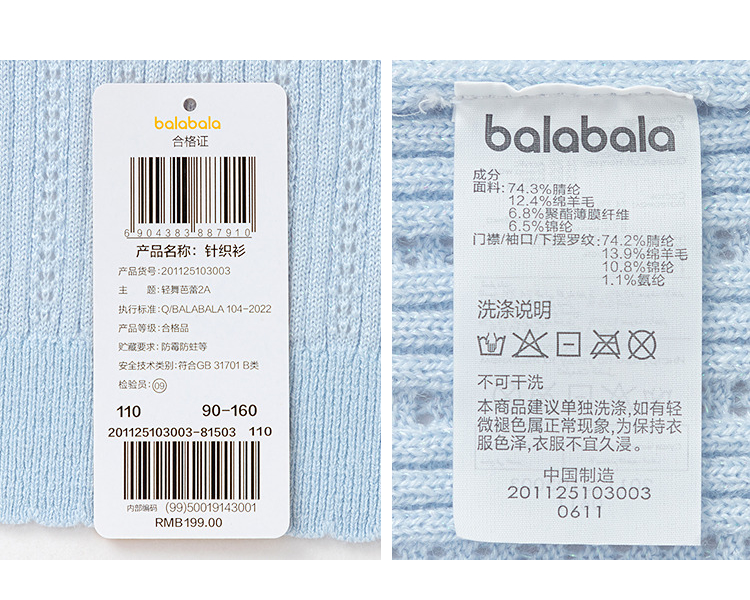 balabala
合格证
6904383887910
产品名称：针织衫
产品货号:201125103003
主　题:轻舞芭蕾2A
执行标准:Q/BALABALA 104-2022
产品等级:合格品
贮藏要求:防霉防蛀等
安全技术类别:符合GB 31701 B类
检验员:09
110 90-160
201125103003-81503 110
内部编码 (99)50019143001
RMB199.00
balabala
成分
面料:74.3%腈纶
12.4%绵羊毛
6.8%聚酯薄膜纤维
6.5%锦纶
门襟/袖口/下摆罗纹:74.2%腈纶
13.9%绵羊毛
10.8%锦纶
1.1%氨纶
洗涤说明
不可干洗
本商品建议单独洗涤,如有轻
微褪色属正常现象,为保持衣
服色泽,衣服不宜久浸。
中国制造
201125103003
0611